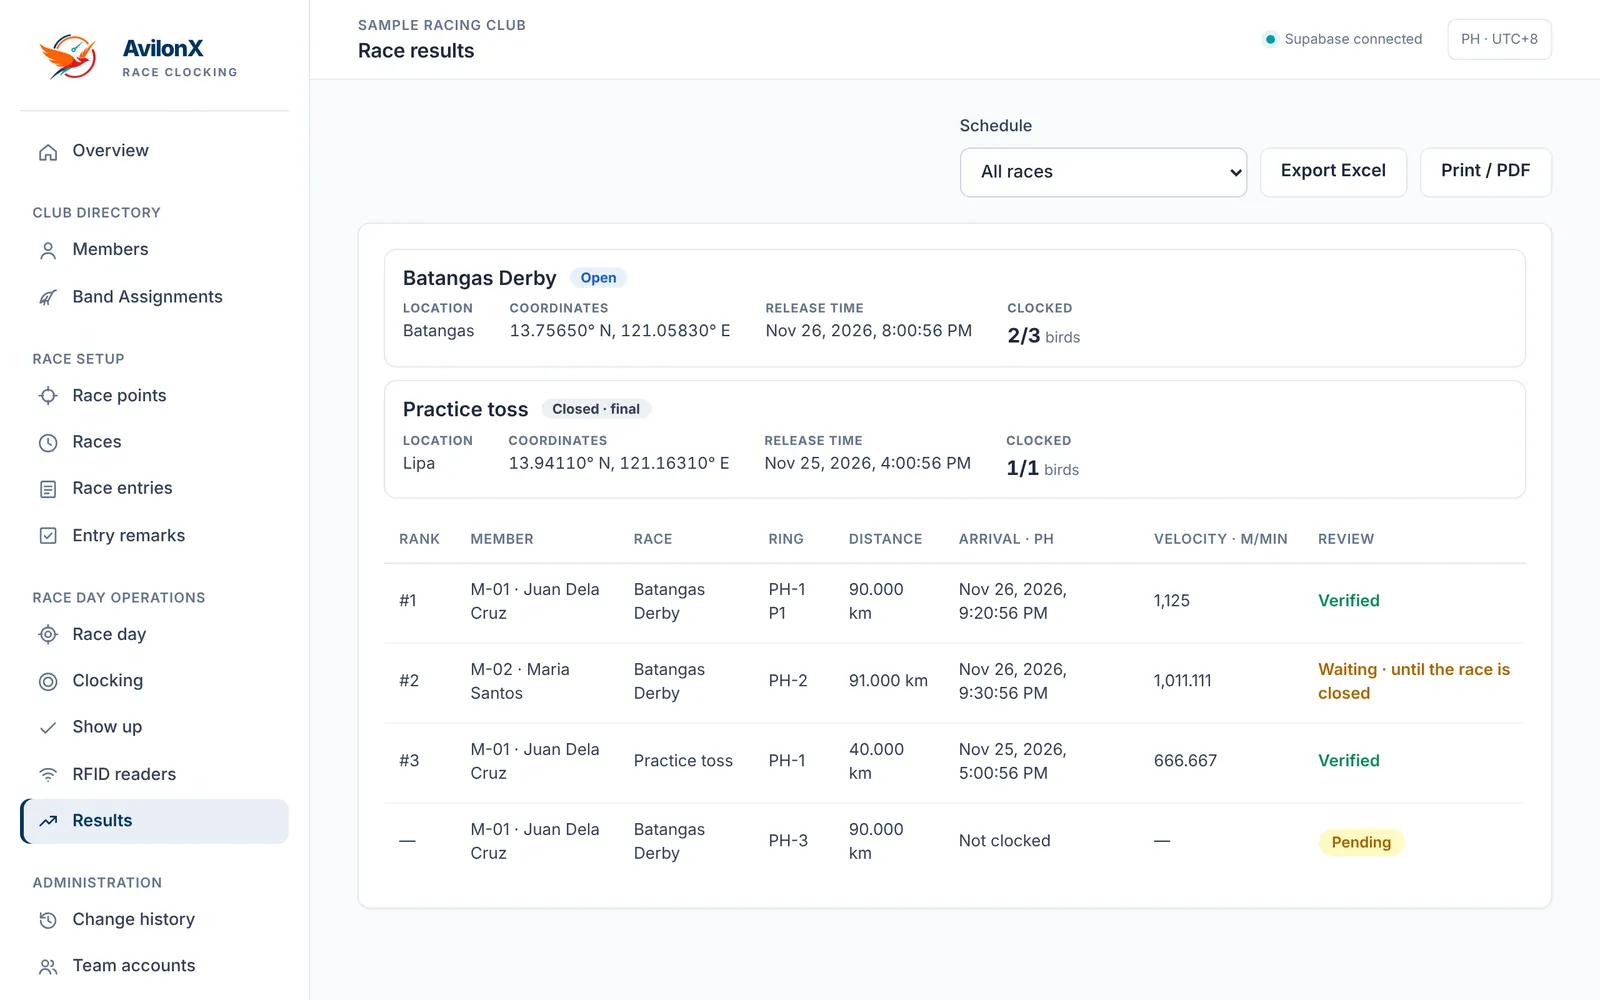 AvilonX
RACE CLOCKING
Overview
CLUB DIRECTORY
Members
Band Assignments
RACE SETUP
Race points
Races
Race entries
Entry remarks
RACE DAY OPERATIONS
Race day
Clocking
Show up
RFID readers
Results
ADMINISTRATION
Change history
Team accounts
SAMPLE RACING CLUB
Race results
Supabase connected
PH · UTC+8
Schedule
All races
Export Excel
Print / PDF
Batangas Derby Open
LOCATION COORDINATES RELEASE TIME CLOCKED
Batangas 13.75650° N, 121.05830° E Nov 26, 2026, 8:00:56 PM 2/3 birds
Practice toss Closed · final
LOCATION COORDINATES RELEASE TIME CLOCKED
Lipa 13.94110° N, 121.16310° E Nov 25, 2026, 4:00:56 PM 1/1 birds
RANK MEMBER RACE RING DISTANCE ARRIVAL · PH VELOCITY · M/MIN REVIEW
#1 M-01 · Juan Dela Cruz Batangas Derby PH-1 P1 90.000 km Nov 26, 2026, 9:20:56 PM 1,125 Verified
#2 M-02 · Maria Santos Batangas Derby PH-2 91.000 km Nov 26, 2026, 9:30:56 PM 1,011.111 Waiting · until the race is closed
#3 M-01 · Juan Dela Cruz Practice toss PH-1 40.000 km Nov 25, 2026, 5:00:56 PM 666.667 Verified
— M-01 · Juan Dela Cruz Batangas Derby PH-3 90.000 km Not clocked — Pending